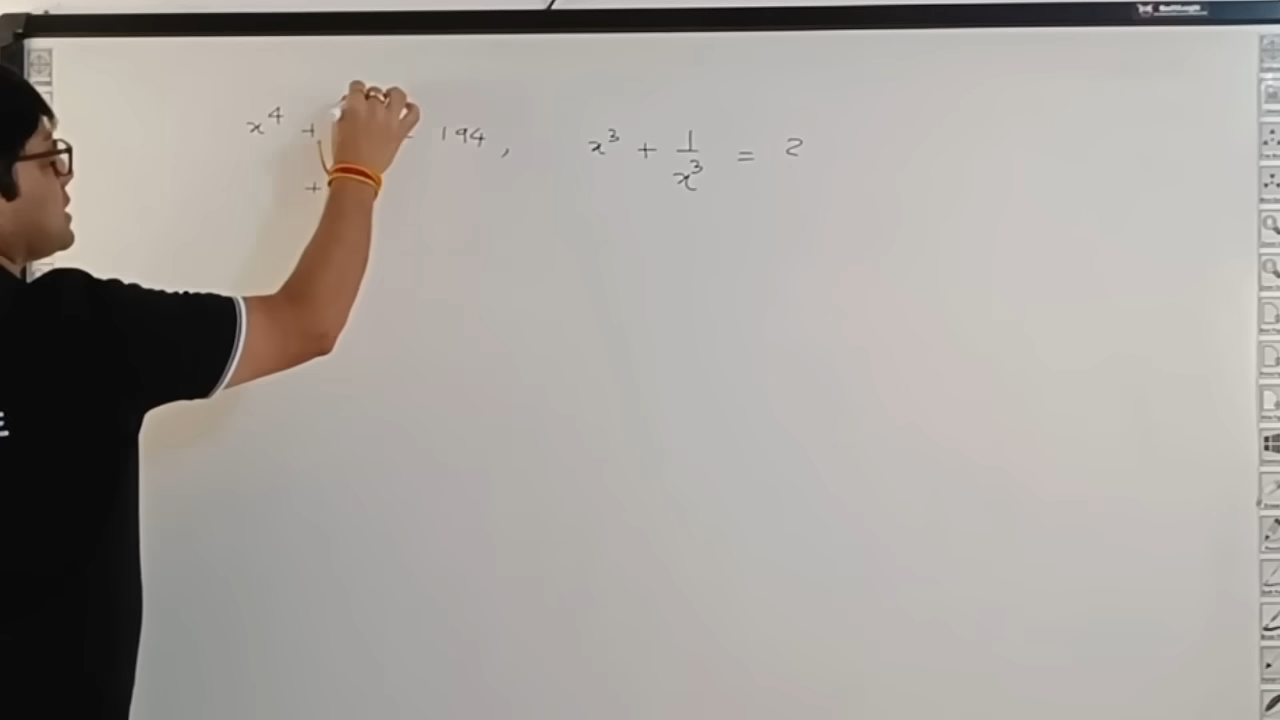 x⁴ + 194, x³ + 1/x³ = 2
+